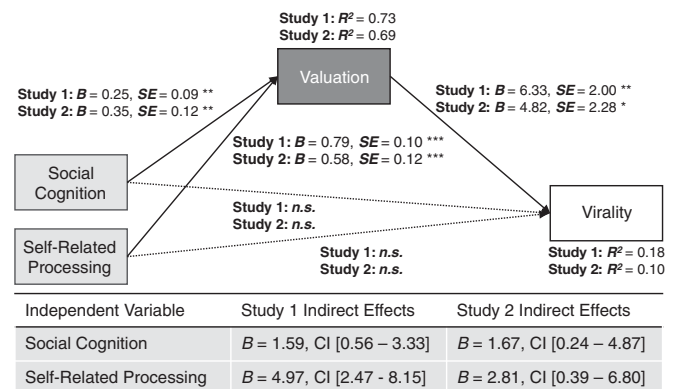 Study 1: R² = 0.73
Study 2: R² = 0.69
Valuation
Study 1: B = 0.25, SE = 0.09 **
Study 2: B = 0.35, SE = 0.12 **
Study 1: B = 6.33, SE = 2.00 **
Study 2: B = 4.82, SE = 2.28 *
Study 1: B = 0.79, SE = 0.10 ***
Study 2: B = 0.58, SE = 0.12 ***
Social
Cognition
Study 1: n.s.
Study 2: n.s.
Virality
Self-Related
Processing
Study 1: n.s.
Study 2: n.s.
Study 1: R² = 0.18
Study 2: R² = 0.10
Independent Variable Study 1 Indirect Effects Study 2 Indirect Effects
Social Cognition B = 1.59, CI [0.56 – 3.33] B = 1.67, CI [0.24 – 4.87]
Self-Related Processing B = 4.97, CI [2.47 - 8.15] B = 2.81, CI [0.39 – 6.80]